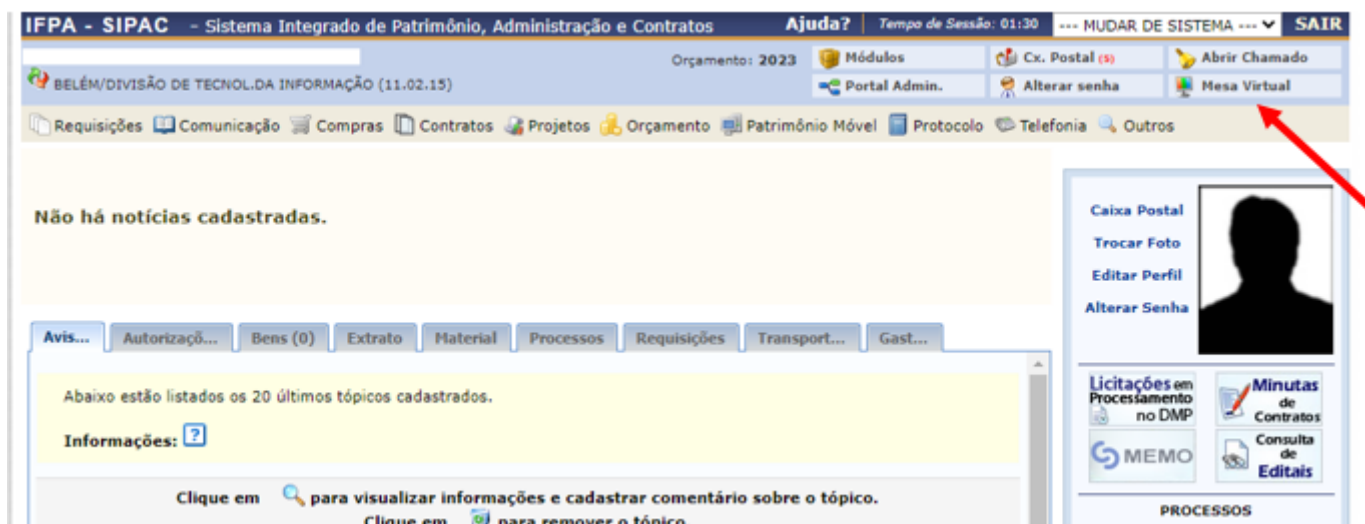 IFPA - SIPAC - Sistema Integrado de Patrimônio, Administração e Contratos Ajuda? Tempo de Sessão: 01:30 --- MUDAR DE SISTEMA --- SAIR
Orçamento: 2023 Módulos Cx. Postal (5) Abrir Chamado
BELÉM/DIVISÃO DE TECNOL.DA INFORMAÇÃO (11.02.15) Portal Admin. Alterar senha Mesa Virtual
Requisições Comunicação Compras Contratos Projetos Orçamento Patrimônio Móvel Protocolo Telefonia Outros
Não há notícias cadastradas.
Caixa Postal
Trocar Foto
Editar Perfil
Alterar Senha
Avis... Autorizaçõ... Bens (0) Extrato Material Processos Requisições Transport... Gast...
Abaixo estão listados os 20 últimos tópicos cadastrados.
Informações: ?
Clique em para visualizar informações e cadastrar comentário sobre o tópico.
Clique em para remover o tópico.
Licitações em
Processamento
no DMP
Minutas
de
Contratos
MEMO
Consulta
de
Editais
PROCESSOS